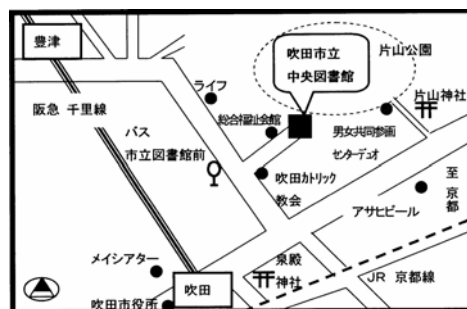 豊津
吹田市立
中央図書館
片山公園
ライフ
片山神社
阪急 千里線
総合福祉会館
バス
市立図書館前
男女共同参画
センターデュオ
吹田カトリック
教会
至
京都
アサヒビール
メイシアター
泉殿
神社
吹田
JR 京都線
吹田市役所